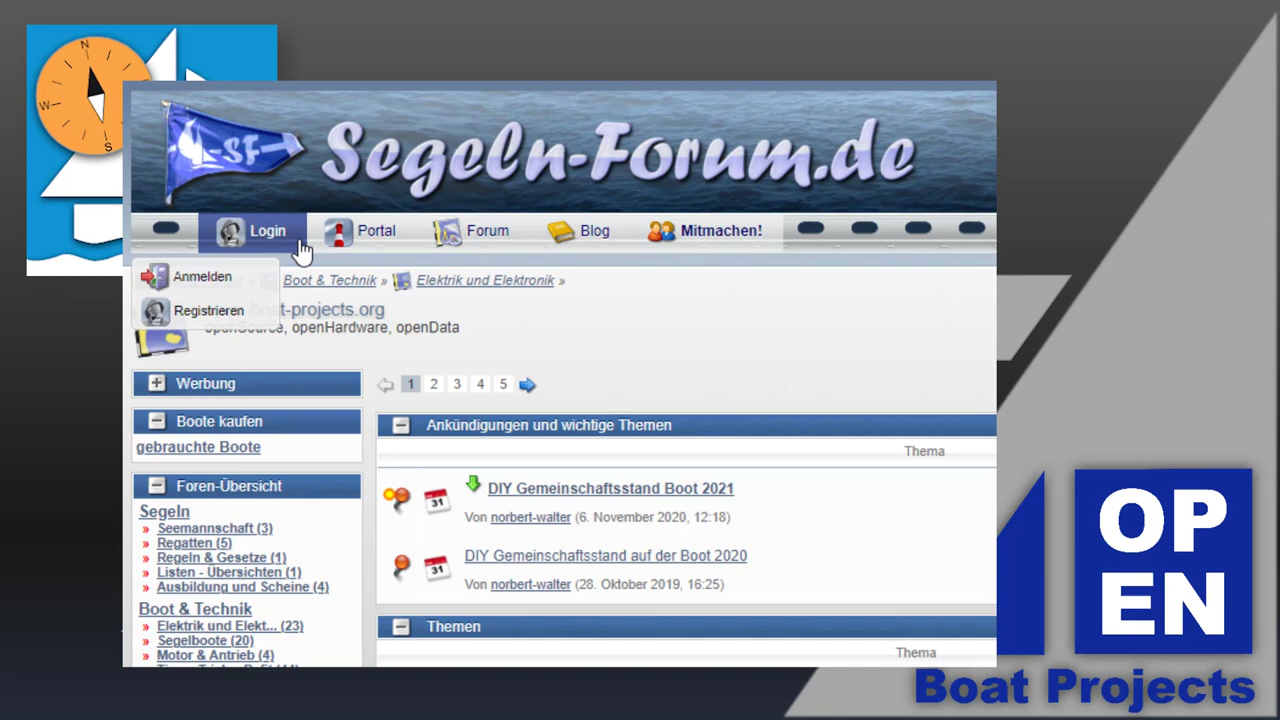 N
W
S
SF
Segeln-Forum.de
Login
Portal
Forum
Blog
Mitmachen!
Anmelden
Boot & Technik » Elektrik und Elektronik »
Registrieren
boat-projects.org
openSource, openHardware, openData
Werbung
1 2 3 4 5
Boote kaufen
gebrauchte Boote
Ankündigungen und wichtige Themen
Thema
Foren-Übersicht
Segeln
» Seemannschaft (3)
» Regatten (5)
» Regeln & Gesetze (1)
» Listen - Übersichten (1)
» Ausbildung und Scheine (4)
Boot & Technik
» Elektrik und Elekt... (23)
» Segelboote (20)
» Motor & Antrieb (4)
31
DIY Gemeinschaftsstand Boot 2021
Von norbert-walter (6. November 2020, 12:18)
31
DIY Gemeinschaftsstand auf der Boot 2020
Von norbert-walter (28. Oktober 2019, 16:25)
Themen
Thema
OP
EN
Boat Projects